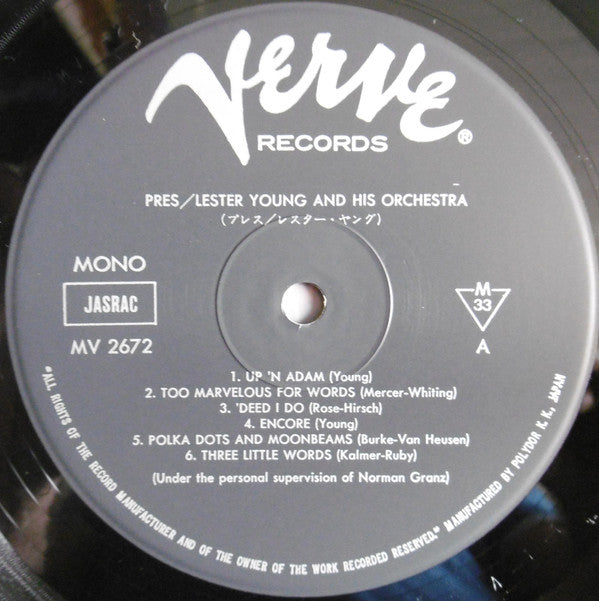 Verve®
RECORDS
PRES/LESTER YOUNG AND HIS ORCHESTRA
(プレス/レスター・ヤング)
MONO
JASRAC
MV 2672
M
33
A
1. UP 'N ADAM (Young)
2. TOO MARVELOUS FOR WORDS (Mercer-Whiting)
3. 'DEED I DO (Rose-Hirsch)
4. ENCORE (Young)
5. POLKA DOTS AND MOONBEAMS (Burke-Van Heusen)
6. THREE LITTLE WORDS (Kalmer-Ruby)
(Under the personal supervision of Norman Granz)
"ALL RIGHTS OF THE RECORD MANUFACTURER AND OF THE OWNER OF THE WORK RECORDED RESERVED." MANUFACTURED BY POLYDOR K. K., JAPAN